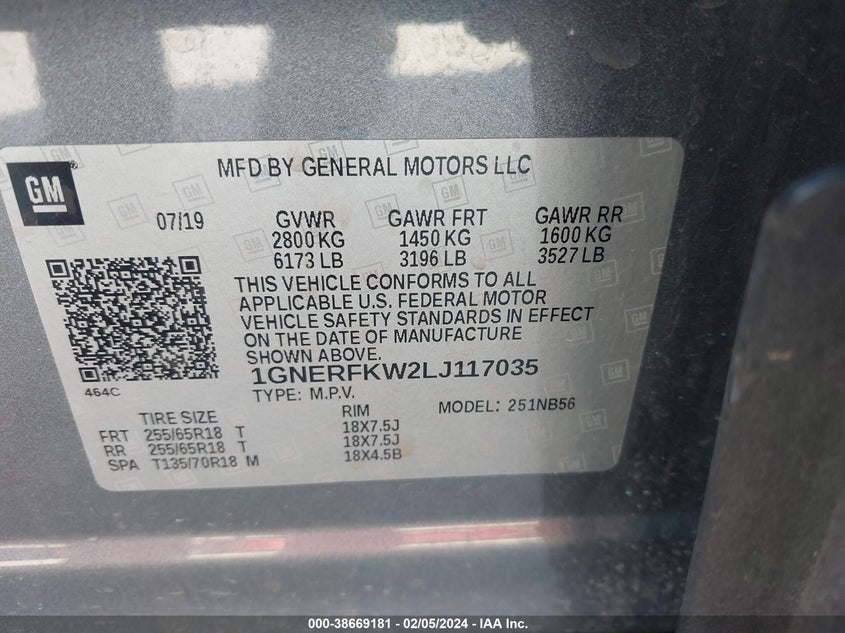 MFD BY GENERAL MOTORS LLC
GM
07/19 GVWR GAWR FRT GAWR RR
2800 KG 1450 KG 1600 KG
6173 LB 3196 LB 3527 LB
THIS VEHICLE CONFORMS TO ALL
APPLICABLE U.S. FEDERAL MOTOR
VEHICLE SAFETY STANDARDS IN EFFECT
ON THE DATE OF MANUFACTURE
SHOWN ABOVE.
1GNERFKW2LJ117035
464C
TYPE: M.P.V. MODEL: 251NB56
TIRE SIZE RIM
FRT 255/65R18 T 18X7.5J
RR 255/65R18 T 18X7.5J
SPA T135/70R18 M 18X4.5B
000-38669181 - 02/05/2024 - IAA Inc.